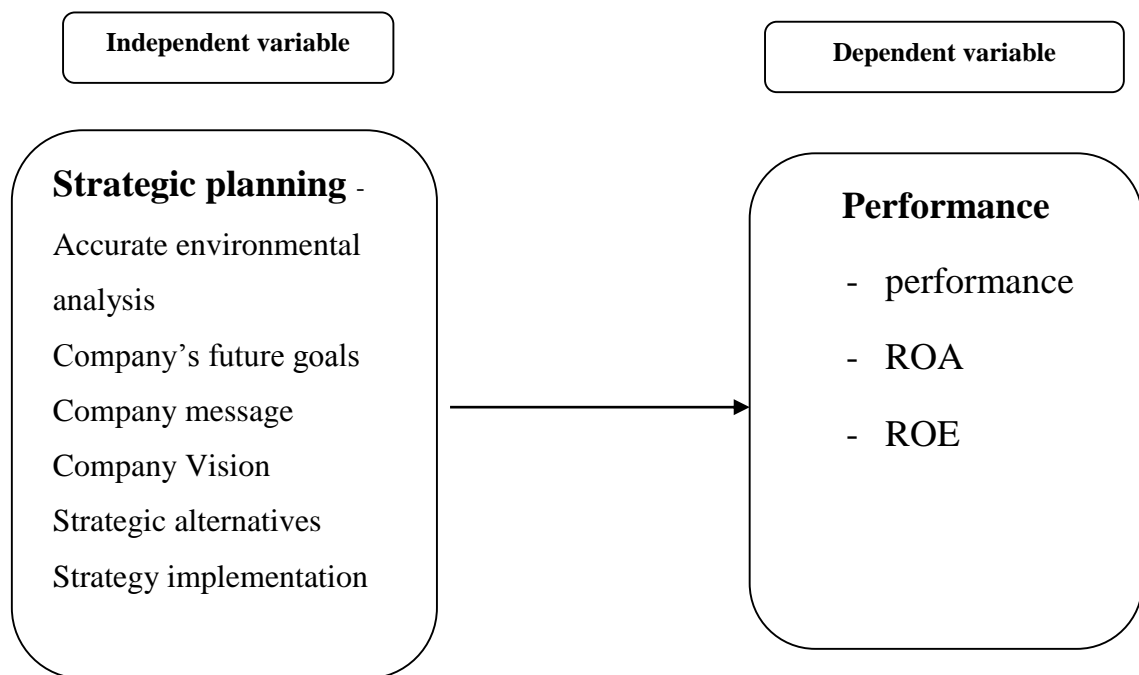 Independent variable
Dependent variable
Strategic planning -
Accurate environmental
analysis
Company’s future goals
Company message
Company Vision
Strategic alternatives
Strategy implementation
Performance
- performance
- ROA
- ROE